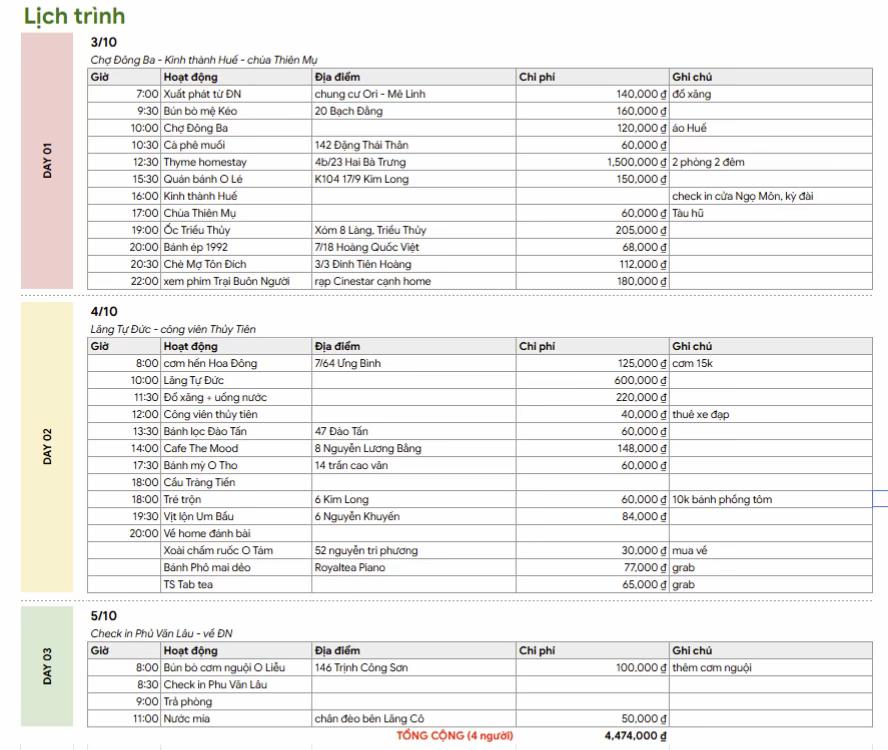 Lịch trình
DAY 01
3/10
Chợ Đông Ba - Kinh thành Huế - chùa Thiên Mụ
Giờ Hoạt động Địa điểm Chi phí Ghi chú
7:00 Xuất phát từ ĐN chung cư Ori - Mê Linh 140,000 ₫ đổ xăng
9:30 Bún bò mệ Kéo 20 Bạch Đằng 160,000 ₫
10:00 Chợ Đông Ba 120,000 ₫ áo Huế
10:30 Cà phê muối 142 Đặng Thái Thân 60,000 ₫
12:30 Thyme homestay 4b/23 Hai Bà Trưng 1,500,000 ₫ 2 phòng 2 đêm
15:30 Quán bánh O Lé K104 17/9 Kim Long 150,000 ₫
16:00 Kinh thành Huế check in cửa Ngọ Môn, kỳ đài
17:00 Chùa Thiên Mụ 60,000 ₫ Tàu hũ
19:00 Ốc Triều Thủy Xóm 8 Làng, Triều Thủy 205,000 ₫
20:00 Bánh ép 1992 7/18 Hoàng Quốc Việt 68,000 ₫
20:30 Chè Mợ Tôn Đích 3/3 Đinh Tiên Hoàng 112,000 ₫
22:00 xem phim Trại Buôn Người rạp Cinestar cạnh home 180,000 ₫
DAY 02
4/10
Lăng Tự Đức - công viên Thủy Tiên
Giờ Hoạt động Địa điểm Chi phí Ghi chú
8:00 cơm hến Hoa Đông 7/64 Ưng Bình 125,000 ₫ cơm 15k
10:00 Lăng Tự Đức 600,000 ₫
11:30 Đổ xăng + uống nước 220,000 ₫
12:00 Công viên thủy tiên 40,000 ₫ thuê xe đạp
13:30 Bánh lọc Đào Tấn 47 Đào Tấn 60,000 ₫
14:00 Cafe The Mood 8 Nguyễn Lương Bằng 148,000 ₫
17:30 Bánh mỳ O Tho 14 trần cao vân 60,000 ₫
18:00 Cầu Tràng Tiền
18:00 Tré trộn 6 Kim Long 60,000 ₫ 10k bánh phồng tôm
19:30 Vịt lộn Um Bầu 6 Nguyễn Khuyến 84,000 ₫
20:00 Về home đánh bài
Xoài chấm ruốc O Tám 52 nguyễn tri phương 30,000 ₫ mua về
Bánh Phô mai dẻo Royaltea Piano 77,000 ₫ grab
TS Tab tea 65,000 ₫ grab
DAY 03
5/10
Check in Phủ Văn Lâu - về ĐN
Giờ Hoạt động Địa điểm Chi phí Ghi chú
8:00 Bún bò cơm nguội O Liễu 146 Trịnh Công Sơn 100.000 ₫ thêm cơm nguội
8:30 Check in Phu Văn Lâu
9:00 Trả phòng
11:00 Nước mía chân đèo bên Lăng Cô 50,000 ₫
TỔNG CỘNG (4 người) 4,474,000 ₫